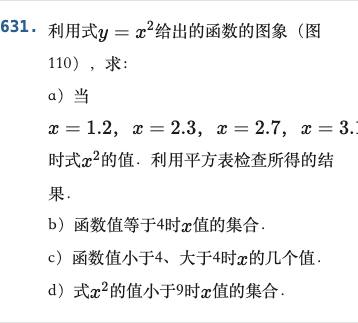 631. 利用式y = x²给出的函数的图象（图
110），求：
a）当
x = 1.2, x = 2.3, x = 2.7, x = 3.1
时式x²的值．利用平方表检查所得的结
果．
b）函数值等于4时x值的集合．
c）函数值小于4、大于4时x的几个值．
d）式x²的值小于9时x值的集合．